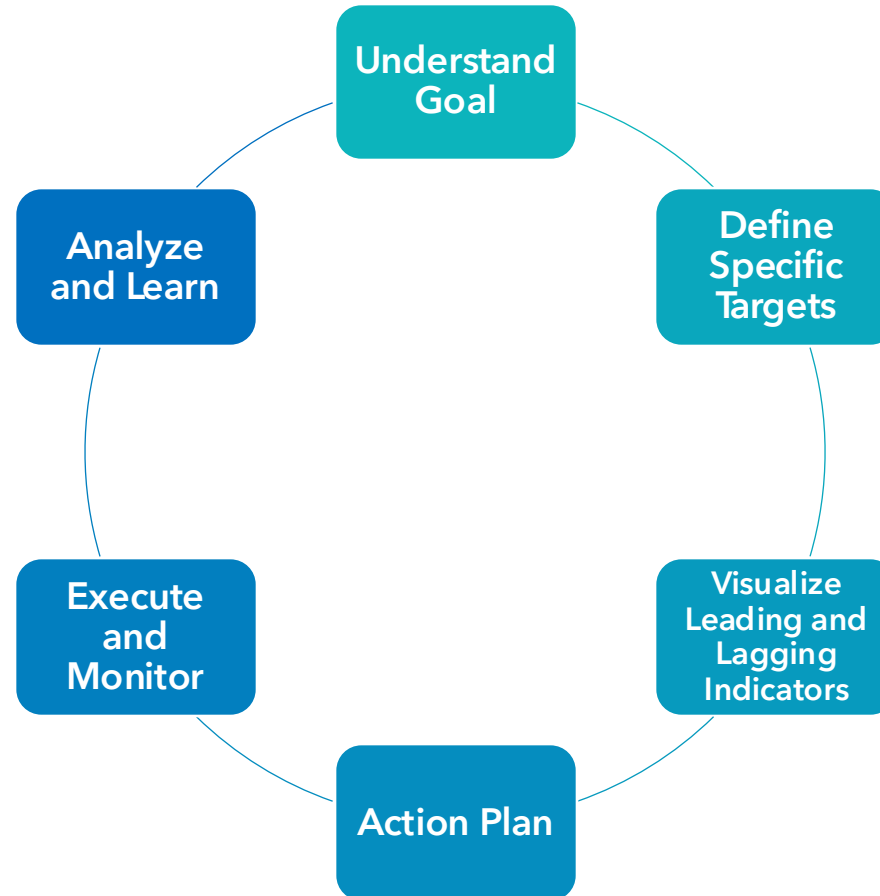 Understand
Goal
Define
Specific
Targets
Visualize
Leading and
Lagging
Indicators
Action Plan
Execute
and
Monitor
Analyze
and Learn